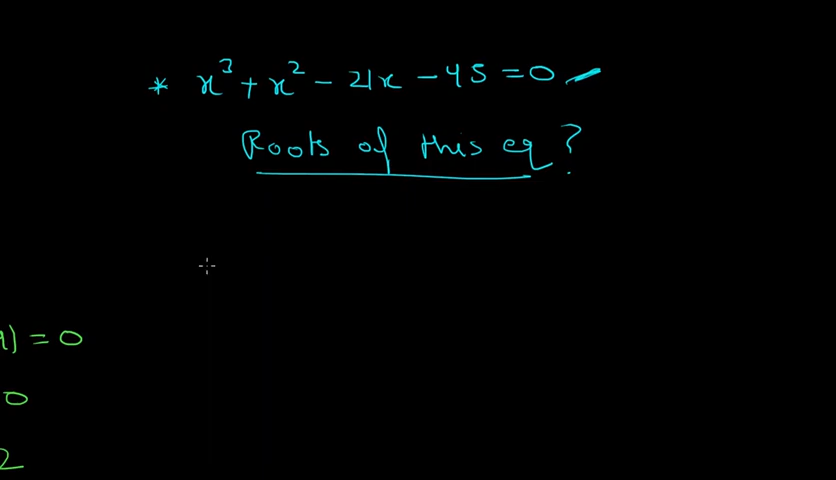 * x³ + x² - 21x - 45 = 0
Roots of this eq ?
) = 0
0
2